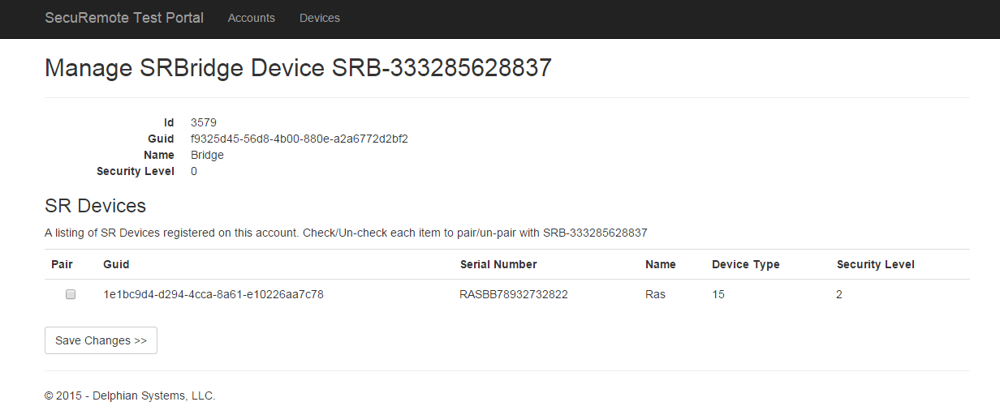 SecuRemote Test Portal Accounts Devices
Manage SRBridge Device SRB-333285628837
Id 3579
Guid f9325d45-56d8-4b00-880e-a2a6772d2bf2
Name Bridge
Security Level 0
SR Devices
A listing of SR Devices registered on this account. Check/Un-check each item to pair/un-pair with SRB-333285628837
Pair Guid Serial Number Name Device Type Security Level
1e1bc9d4-d294-4cca-8a61-e10226aa7c78 RASBB78932732822 Ras 15 2
Save Changes >>
© 2015 - Delphian Systems, LLC.